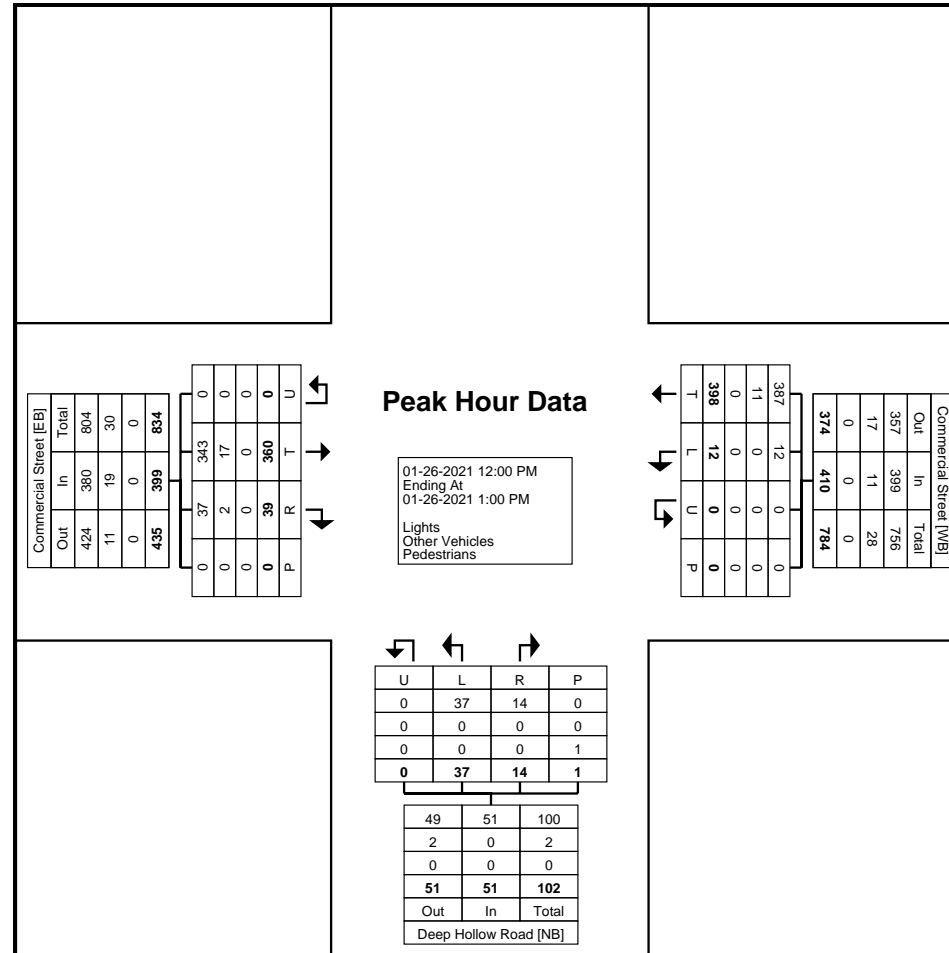 Peak Hour Data
01-26-2021 12:00 PM
Ending At
01-26-2021 1:00 PM
Lights
Other Vehicles
Pedestrians
Commercial Street [EB]
Total In Out
804 380 424
30 19 11
0 0 0
834 399 435
0 343 37 0
0 17 2 0
0 0 0 0
0 360 39 0
U T R P
Commercial Street [WB]
Out In Total
357 399 756
17 11 28
0 0 0
374 410 784
387 12 0 0
11 0 0 0
0 0 0 0
398 12 0 0
T L U P
U L R P
0 37 14 0
0 0 0 0
0 0 0 1
0 37 14 1
49 51 100
2 0 2
0 0 0
51 51 102
Out In Total
Deep Hollow Road [NB]